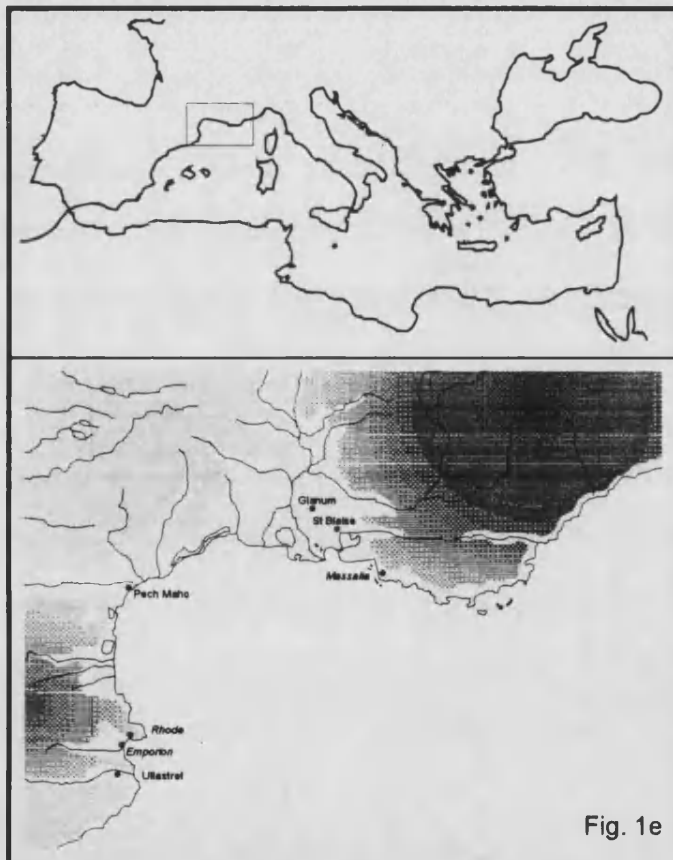 Glanum
St Blaise
Massalia
Pech Maho
Rhode
Emporion
Ullastret
Fig. 1e